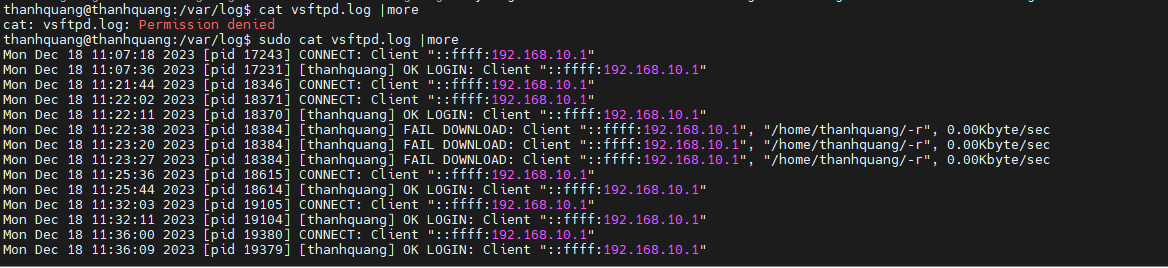 thanhquang@thanhquang:/var/log$ cat vsftpd.log |more
cat: vsftpd.log: Permission denied
thanhquang@thanhquang:/var/log$ sudo cat vsftpd.log |more
Mon Dec 18 11:07:18 2023 [pid 17243] CONNECT: Client "::ffff:192.168.10.1"
Mon Dec 18 11:07:36 2023 [pid 17231] [thanhquang] OK LOGIN: Client "::ffff:192.168.10.1"
Mon Dec 18 11:21:44 2023 [pid 18346] CONNECT: Client "::ffff:192.168.10.1"
Mon Dec 18 11:22:02 2023 [pid 18371] CONNECT: Client "::ffff:192.168.10.1"
Mon Dec 18 11:22:11 2023 [pid 18370] [thanhquang] OK LOGIN: Client "::ffff:192.168.10.1"
Mon Dec 18 11:22:38 2023 [pid 18384] [thanhquang] FAIL DOWNLOAD: Client "::ffff:192.168.10.1", "/home/thanhquang/-r", 0.00Kbyte/sec
Mon Dec 18 11:23:20 2023 [pid 18384] [thanhquang] FAIL DOWNLOAD: Client "::ffff:192.168.10.1", "/home/thanhquang/-r", 0.00Kbyte/sec
Mon Dec 18 11:23:27 2023 [pid 18384] [thanhquang] FAIL DOWNLOAD: Client "::ffff:192.168.10.1", "/home/thanhquang/-r", 0.00Kbyte/sec
Mon Dec 18 11:25:36 2023 [pid 18615] CONNECT: Client "::ffff:192.168.10.1"
Mon Dec 18 11:25:44 2023 [pid 18614] [thanhquang] OK LOGIN: Client "::ffff:192.168.10.1"
Mon Dec 18 11:32:03 2023 [pid 19105] CONNECT: Client "::ffff:192.168.10.1"
Mon Dec 18 11:32:11 2023 [pid 19104] [thanhquang] OK LOGIN: Client "::ffff:192.168.10.1"
Mon Dec 18 11:36:00 2023 [pid 19380] CONNECT: Client "::ffff:192.168.10.1"
Mon Dec 18 11:36:09 2023 [pid 19379] [thanhquang] OK LOGIN: Client "::ffff:192.168.10.1"